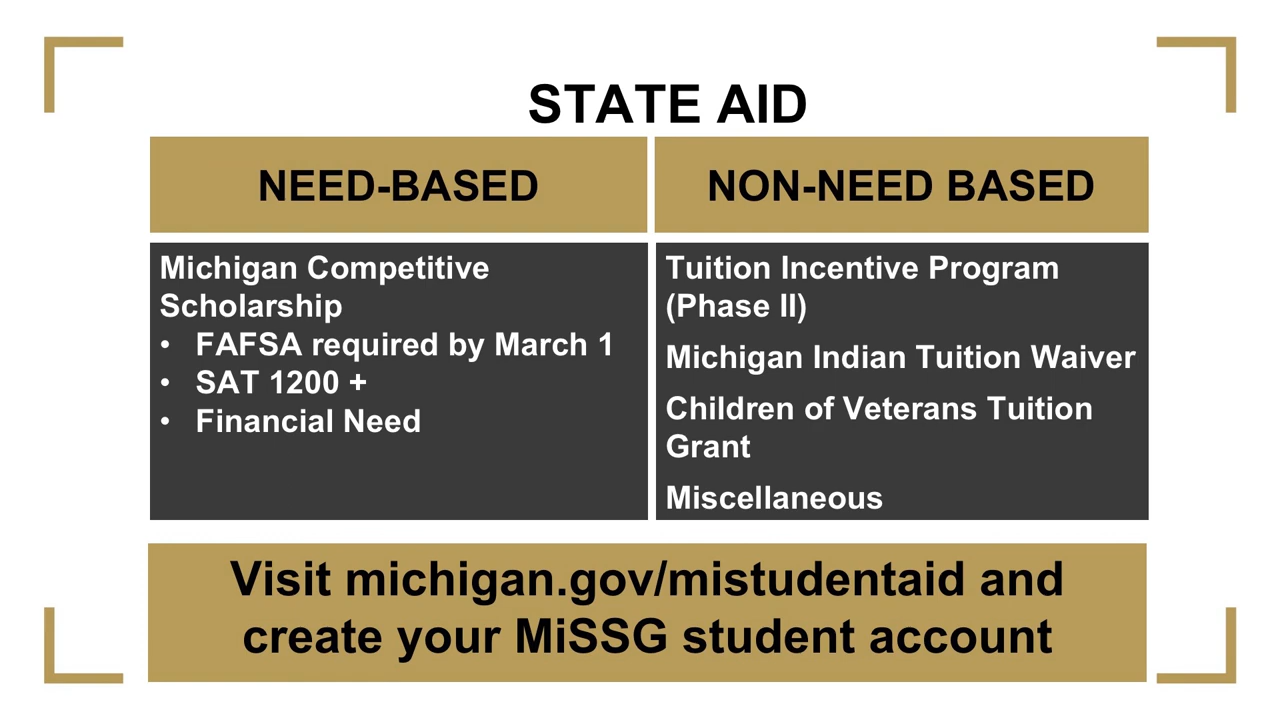 STATE AID
NEED-BASED
NON-NEED BASED
Michigan Competitive
Scholarship
• FAFSA required by March 1
• SAT 1200 +
• Financial Need
Tuition Incentive Program
(Phase II)
Michigan Indian Tuition Waiver
Children of Veterans Tuition
Grant
Miscellaneous
Visit michigan.gov/mistudentaid and
create your MiSSG student account